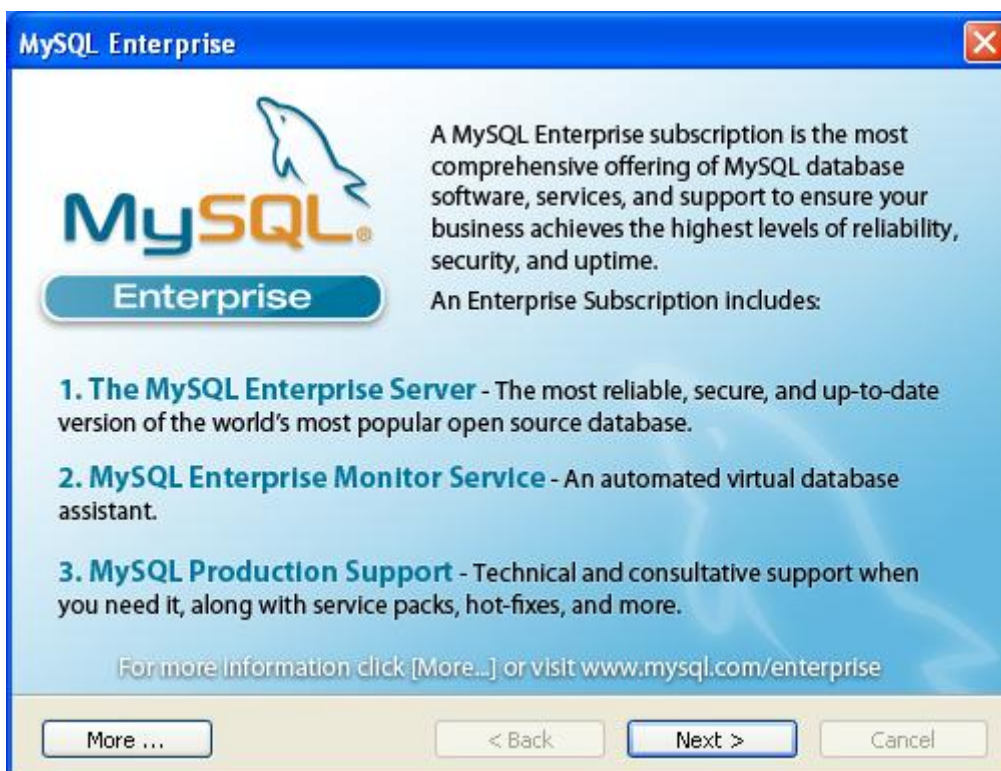 MySQL Enterprise
MySQL®
Enterprise
A MySQL Enterprise subscription is the most
comprehensive offering of MySQL database
software, services, and support to ensure your
business achieves the highest levels of reliability,
security, and uptime.
An Enterprise Subscription includes:
1. The MySQL Enterprise Server - The most reliable, secure, and up-to-date
version of the world's most popular open source database.
2. MySQL Enterprise Monitor Service - An automated virtual database
assistant.
3. MySQL Production Support - Technical and consultative support when
you need it, along with service packs, hot-fixes, and more.
For more information click [More...] or visit www.mysql.com/enterprise
More ... < Back Next > Cancel